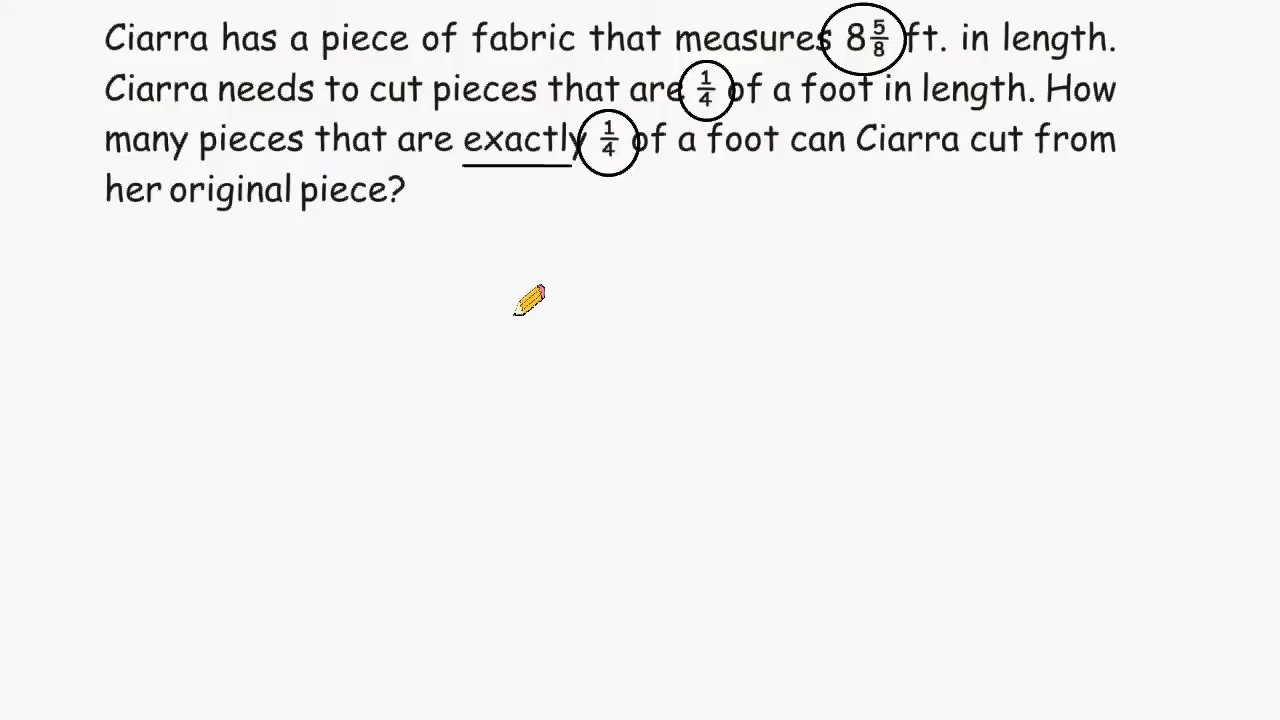 Ciarra has a piece of fabric that measures 8 5/8 ft. in length.
Ciarra needs to cut pieces that are 1/4 of a foot in length. How
many pieces that are exactly 1/4 of a foot can Ciarra cut from
her original piece?